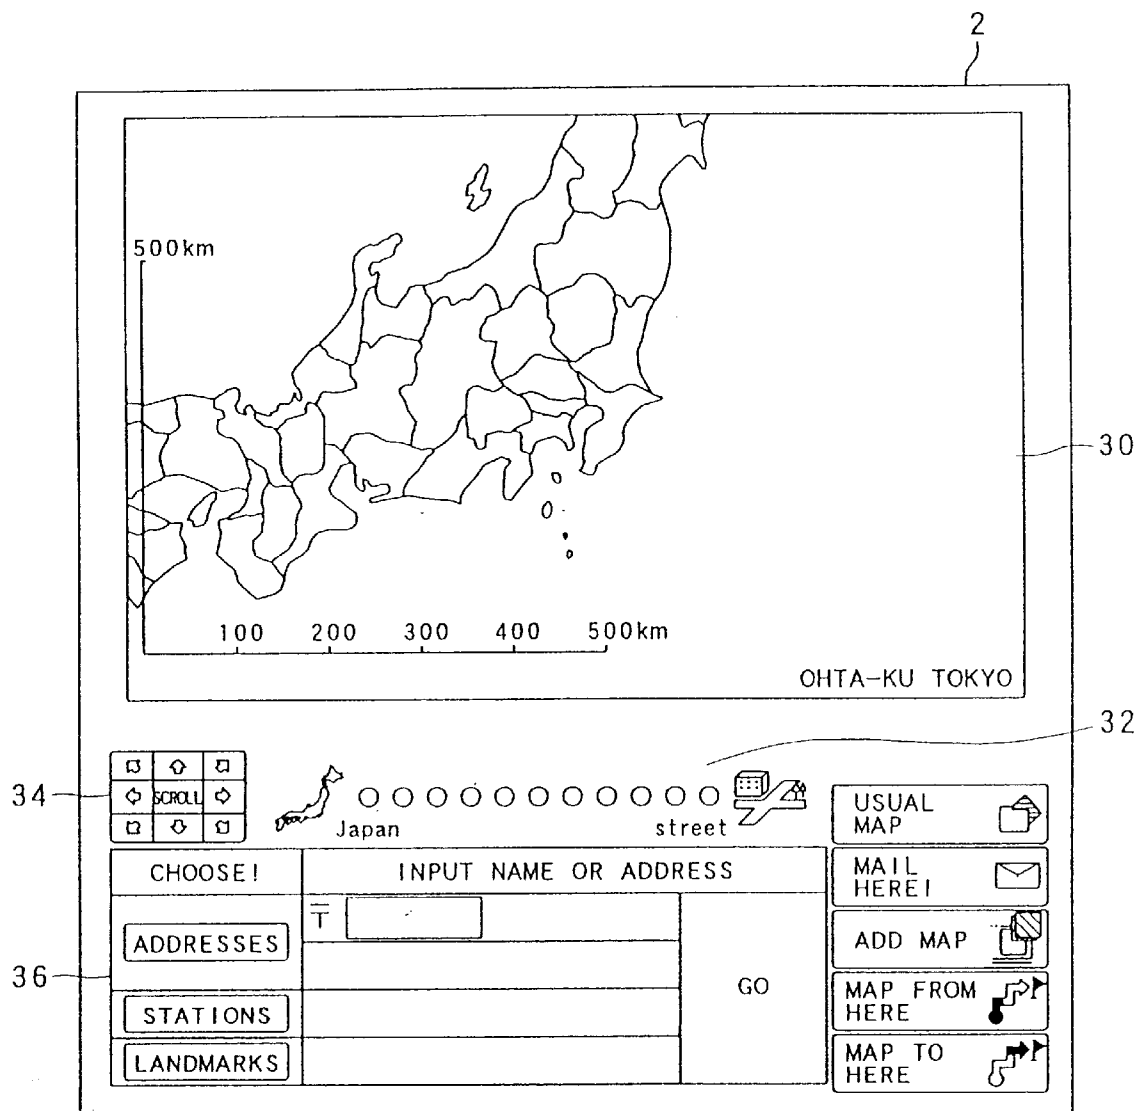 2
500km
30
100 200 300 400 500km
OHTA-KU TOKYO
32
34
SCROLL
Japan
street
USUAL
MAP
CHOOSE!
INPUT NAME OR ADDRESS
MAIL
HERE!
〒
ADDRESSES
ADD MAP
36
GO
STATIONS
MAP FROM
HERE
LANDMARKS
MAP TO
HERE